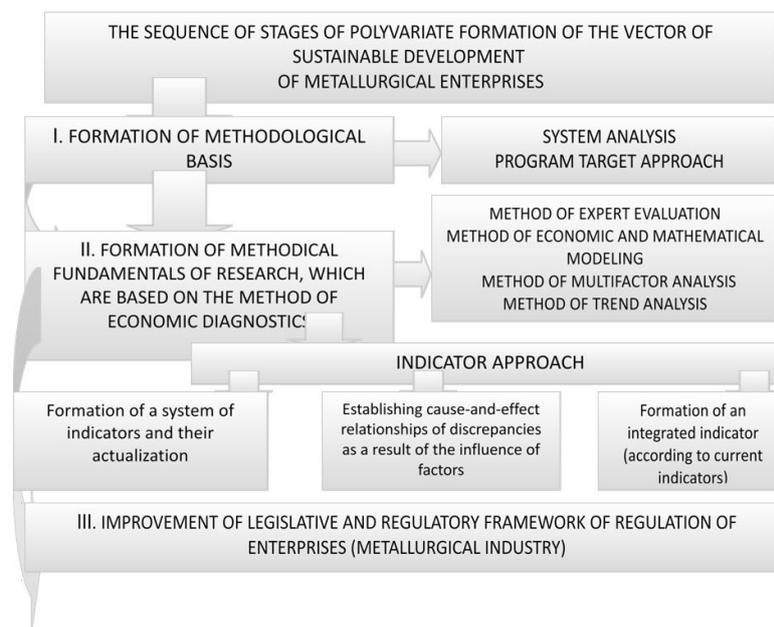 THE SEQUENCE OF STAGES OF POLYVARIATE FORMATION OF THE VECTOR OF
SUSTAINABLE DEVELOPMENT
OF METALLURGICAL ENTERPRISES
I. FORMATION OF METHODOLOGICAL
BASIS
SYSTEM ANALYSIS
PROGRAM TARGET APPROACH
II. FORMATION OF METHODICAL
FUNDAMENTALS OF RESEARCH, WHICH
ARE BASED ON THE METHOD OF
ECONOMIC DIAGNOSTICS
METHOD OF EXPERT EVALUATION
METHOD OF ECONOMIC AND MATHEMATICAL
MODELING
METHOD OF MULTIFACTOR ANALYSIS
METHOD OF TREND ANALYSIS
INDICATOR APPROACH
Formation of a system of
indicators and their
actualization
Establishing cause-and-effect
relationships of discrepancies
as a result of the influence of
factors
Formation of an
integrated indicator
(according to current
indicators)
III. IMPROVEMENT OF LEGISLATIVE AND REGULATORY FRAMEWORK OF REGULATION OF
ENTERPRISES (METALLURGICAL INDUSTRY)